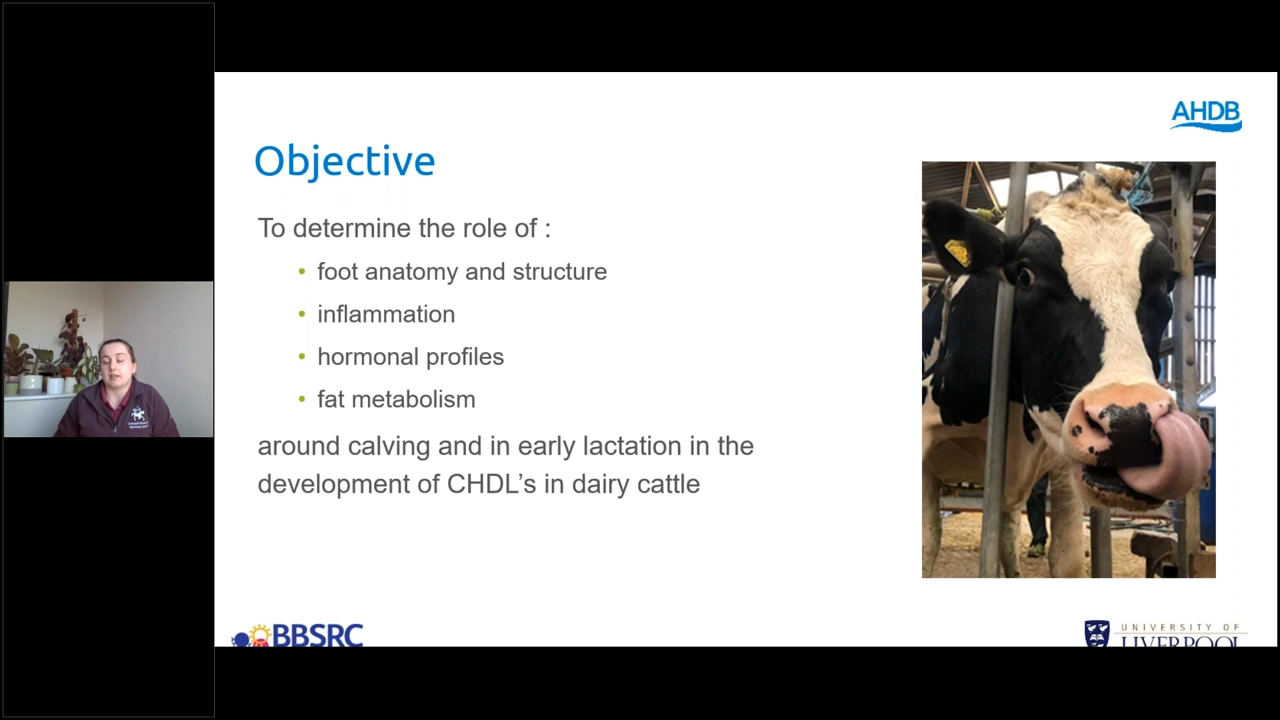 AHDB
Objective
To determine the role of :
• foot anatomy and structure
• inflammation
• hormonal profiles
• fat metabolism
around calving and in early lactation in the
development of CHDL’s in dairy cattle
BBSRC
UNIVERSITY OF
LIVERPOOL